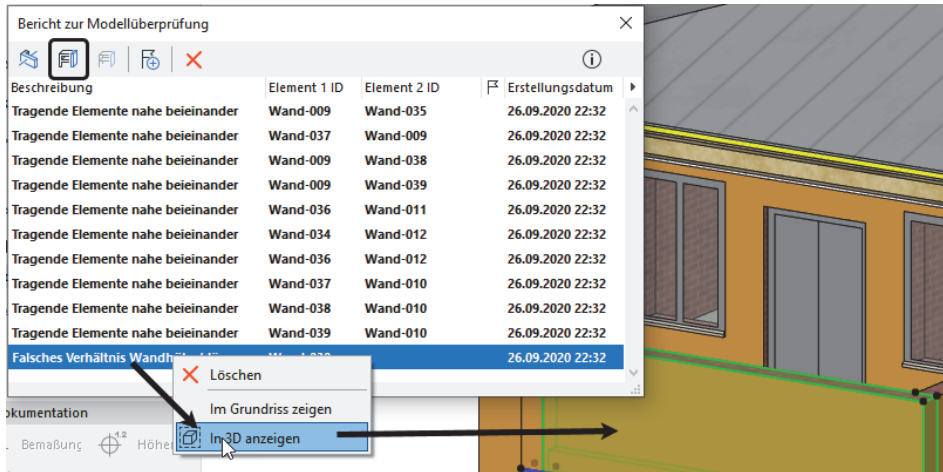 Bericht zur Modellüberprüfung
Beschreibung Element 1 ID Element 2 ID Erstellungsdatum
Tragende Elemente nahe beieinander Wand-009 Wand-035 26.09.2020 22:32
Tragende Elemente nahe beieinander Wand-037 Wand-009 26.09.2020 22:32
Tragende Elemente nahe beieinander Wand-009 Wand-038 26.09.2020 22:32
Tragende Elemente nahe beieinander Wand-009 Wand-039 26.09.2020 22:32
Tragende Elemente nahe beieinander Wand-036 Wand-011 26.09.2020 22:32
Tragende Elemente nahe beieinander Wand-034 Wand-012 26.09.2020 22:32
Tragende Elemente nahe beieinander Wand-036 Wand-012 26.09.2020 22:32
Tragende Elemente nahe beieinander Wand-037 Wand-010 26.09.2020 22:32
Tragende Elemente nahe beieinander Wand-038 Wand-010 26.09.2020 22:32
Tragende Elemente nahe beieinander Wand-039 Wand-010 26.09.2020 22:32
Falsches Verhältnis 26.09.2020 22:32
Löschen
Im Grundriss zeigen
In 3D anzeigen
okumentation
Bemaßung 1.2 Höher